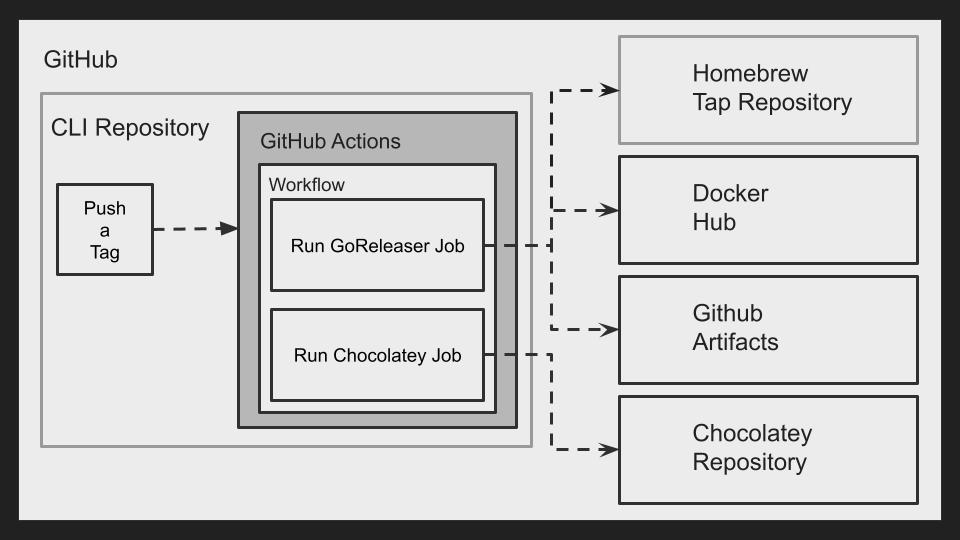 GitHub
CLI Repository
Push
a
Tag
GitHub Actions
Workflow
Run GoReleaser Job
Run Chocolatey Job
Homebrew
Tap Repository
Docker
Hub
Github
Artifacts
Chocolatey
Repository